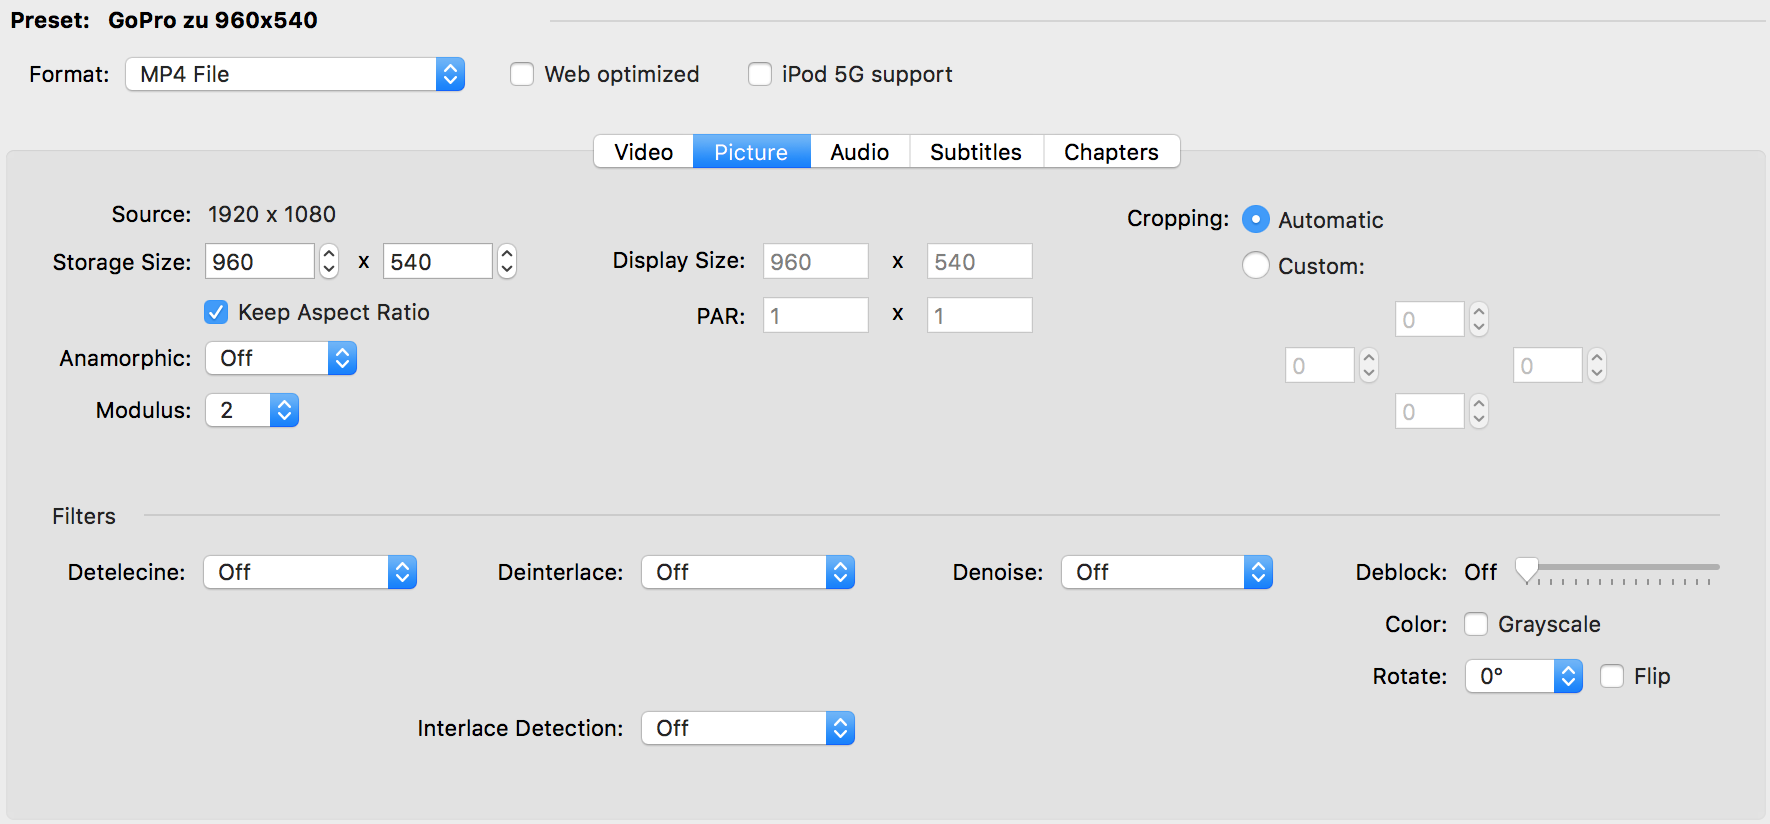 Preset: GoPro zu 960x540
Format: MP4 File Web optimized iPod 5G support
Video Picture Audio Subtitles Chapters
Source: 1920 x 1080
Storage Size: 960 x 540
Keep Aspect Ratio
Anamorphic: Off
Modulus: 2
Display Size: 960 x 540
PAR: 1 x 1
Cropping: Automatic
Custom:
0
0 0
0
Filters
Detelecine: Off Deinterlace: Off Denoise: Off Deblock: Off
Color: Grayscale
Rotate: 0° Flip
Interlace Detection: Off